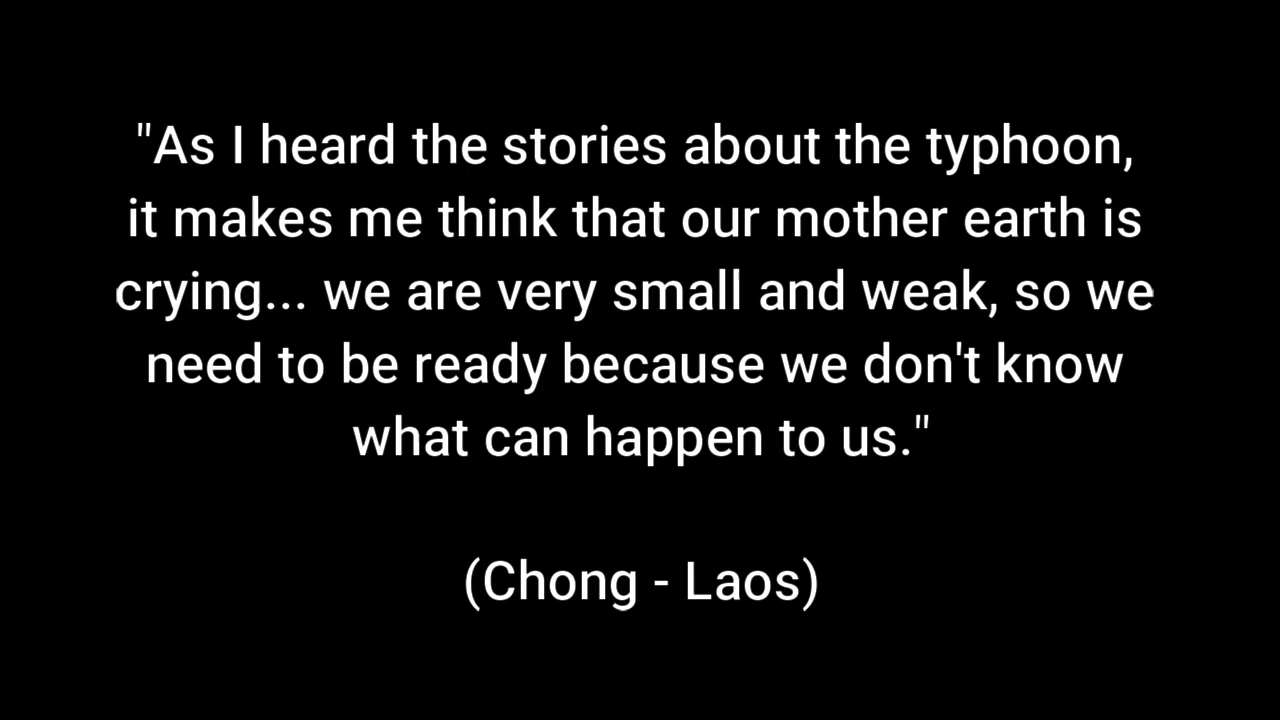 "As I heard the stories about the typhoon,
it makes me think that our mother earth is
crying... we are very small and weak, so we
need to be ready because we don't know
what can happen to us."
(Chong - Laos)